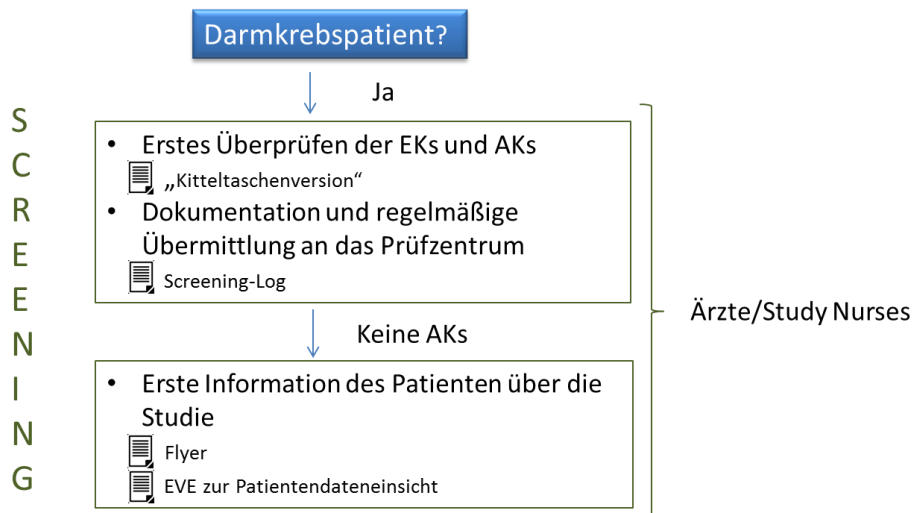 Darmkrebspatient?
Ja
SCREENING
• Erstes Überprüfen der EKs und AKs
„Kitteltaschenversion“
• Dokumentation und regelmäßige
Übermittlung an das Prüfzentrum
Screening-Log
Ärzte/Study Nurses
Keine AKs
• Erste Information des Patienten über die
Studie
Flyer
EVE zur Patientendateneinsicht